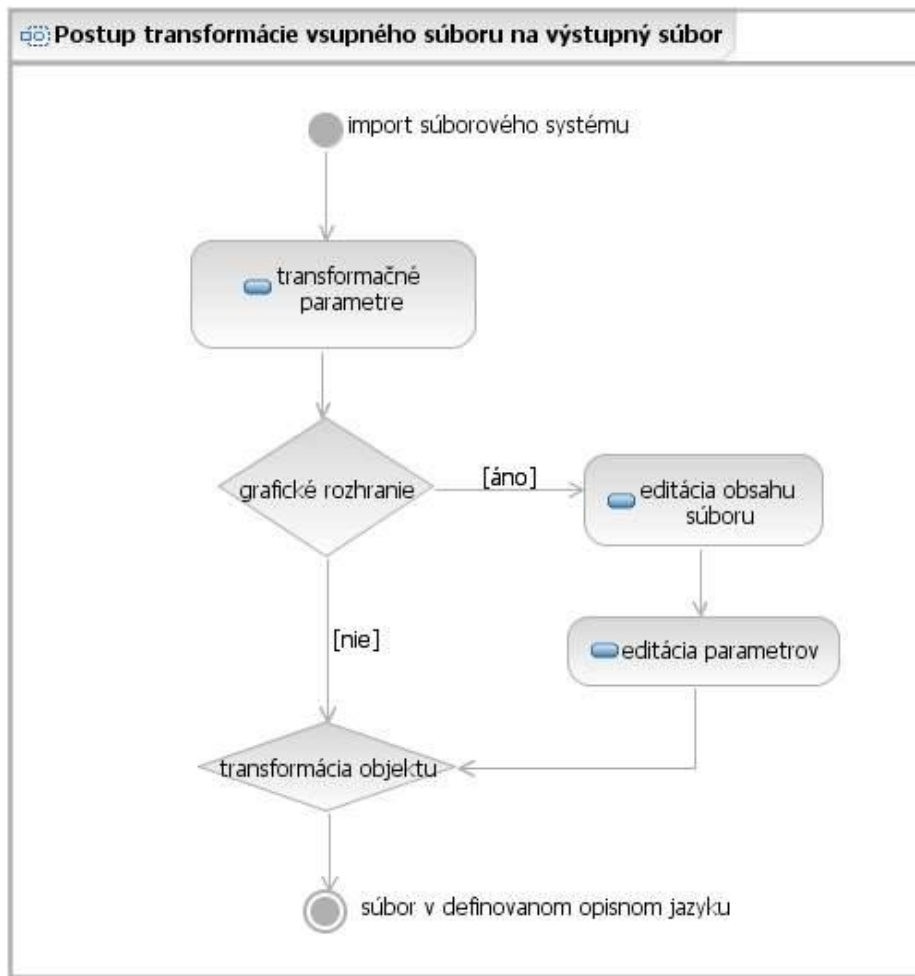 Postup transformácie vsupného súboru na výstupný súbor
import súborového systému
transformačné
parametre
grafické rozhranie
[áno]
editácia obsahu
súboru
[nie]
editácia parametrov
transformácia objektu
súbor v definovanom opisnom jazyku